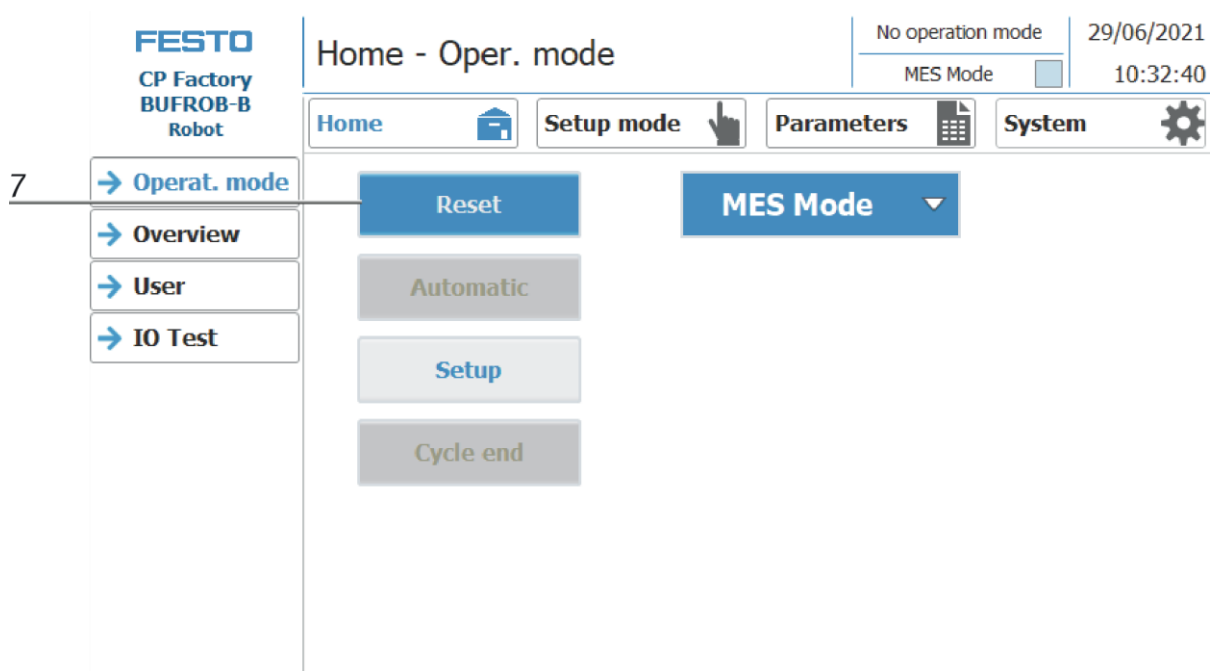 FESTO
CP Factory
BUFROB-B
Robot
Home - Oper. mode
No operation mode
MES Mode
29/06/2021
10:32:40
Home
Setup mode
Parameters
System
7
Operat. mode
Overview
User
IO Test
Reset
MES Mode
Automatic
Setup
Cycle end